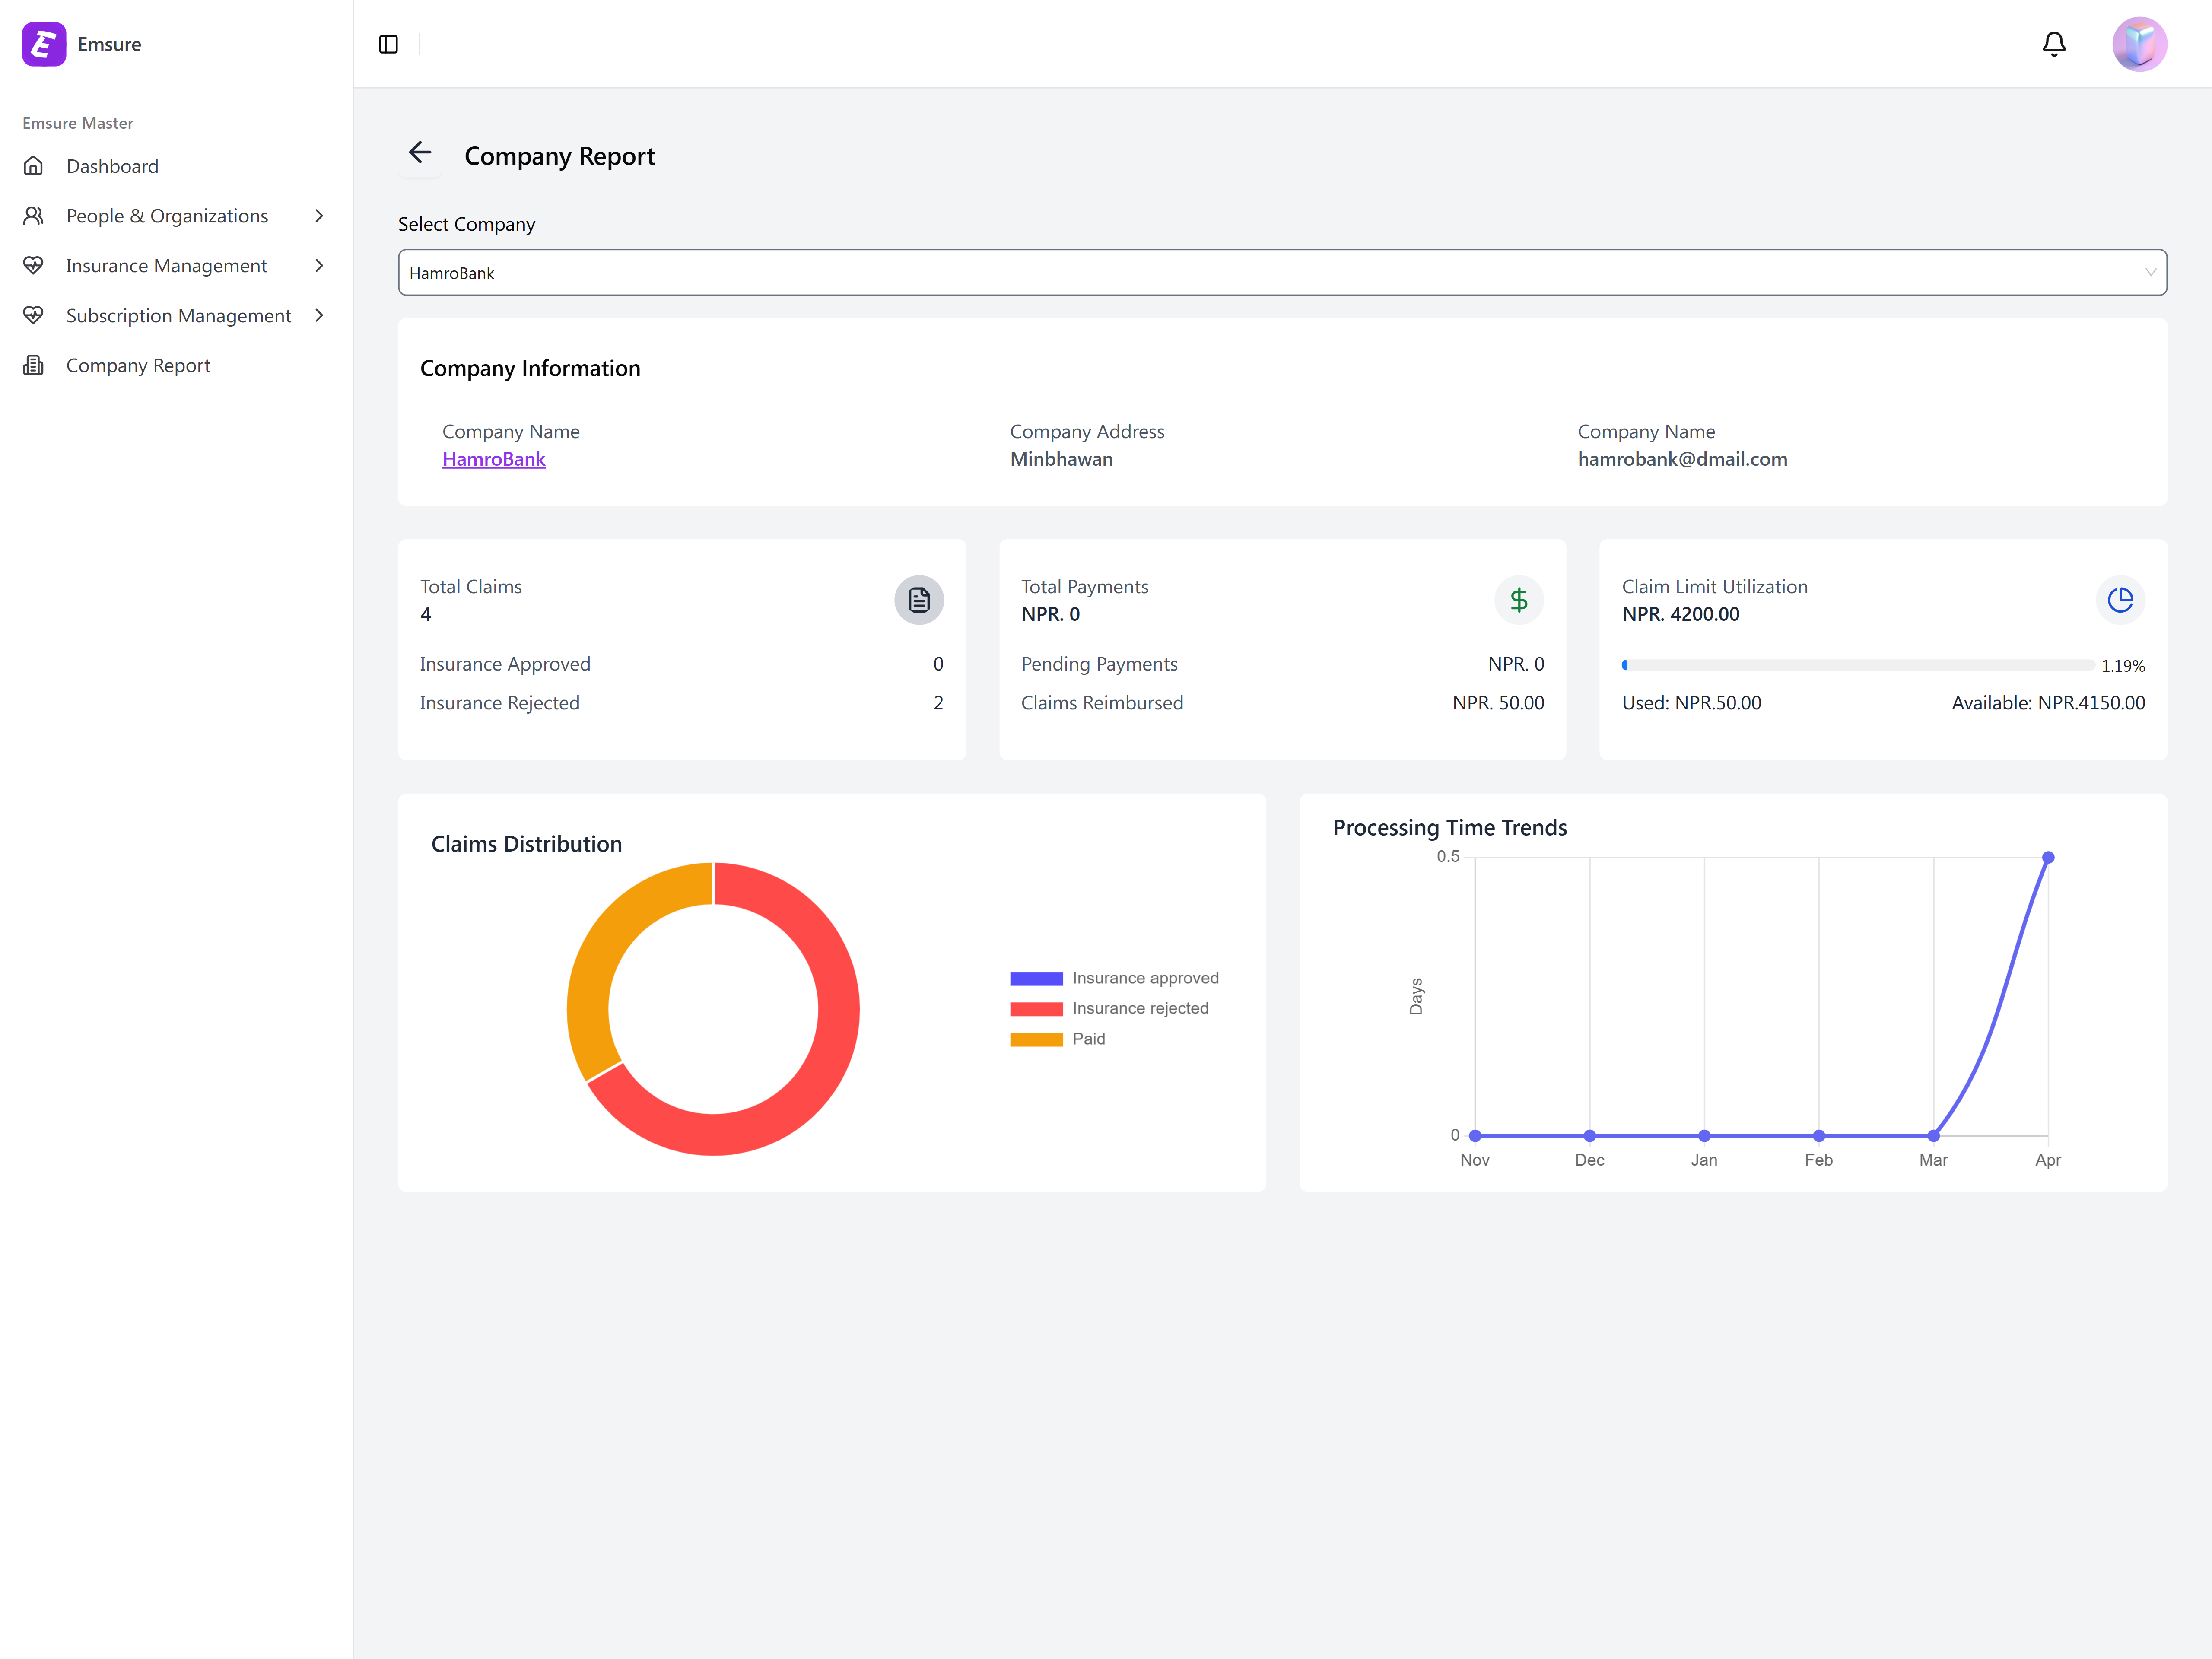 Emsure
Emsure Master
Dashboard
People & Organizations
Insurance Management
Subscription Management
Company Report
Company Report
Select Company
HamroBank
Company Information
Company Name
HamroBank
Company Address
Minbhawan
Company Name
hamrobank@dmail.com
Total Claims
4
Insurance Approved 0
Insurance Rejected 2
Total Payments
NPR. 0
Pending Payments NPR. 0
Claims Reimbursed NPR. 50.00
Claim Limit Utilization
NPR. 4200.00
1.19%
Used: NPR.50.00 Available: NPR.4150.00
Claims Distribution
Insurance approved
Insurance rejected
Paid
Processing Time Trends
0.5
Days
0
Nov Dec Jan Feb Mar Apr